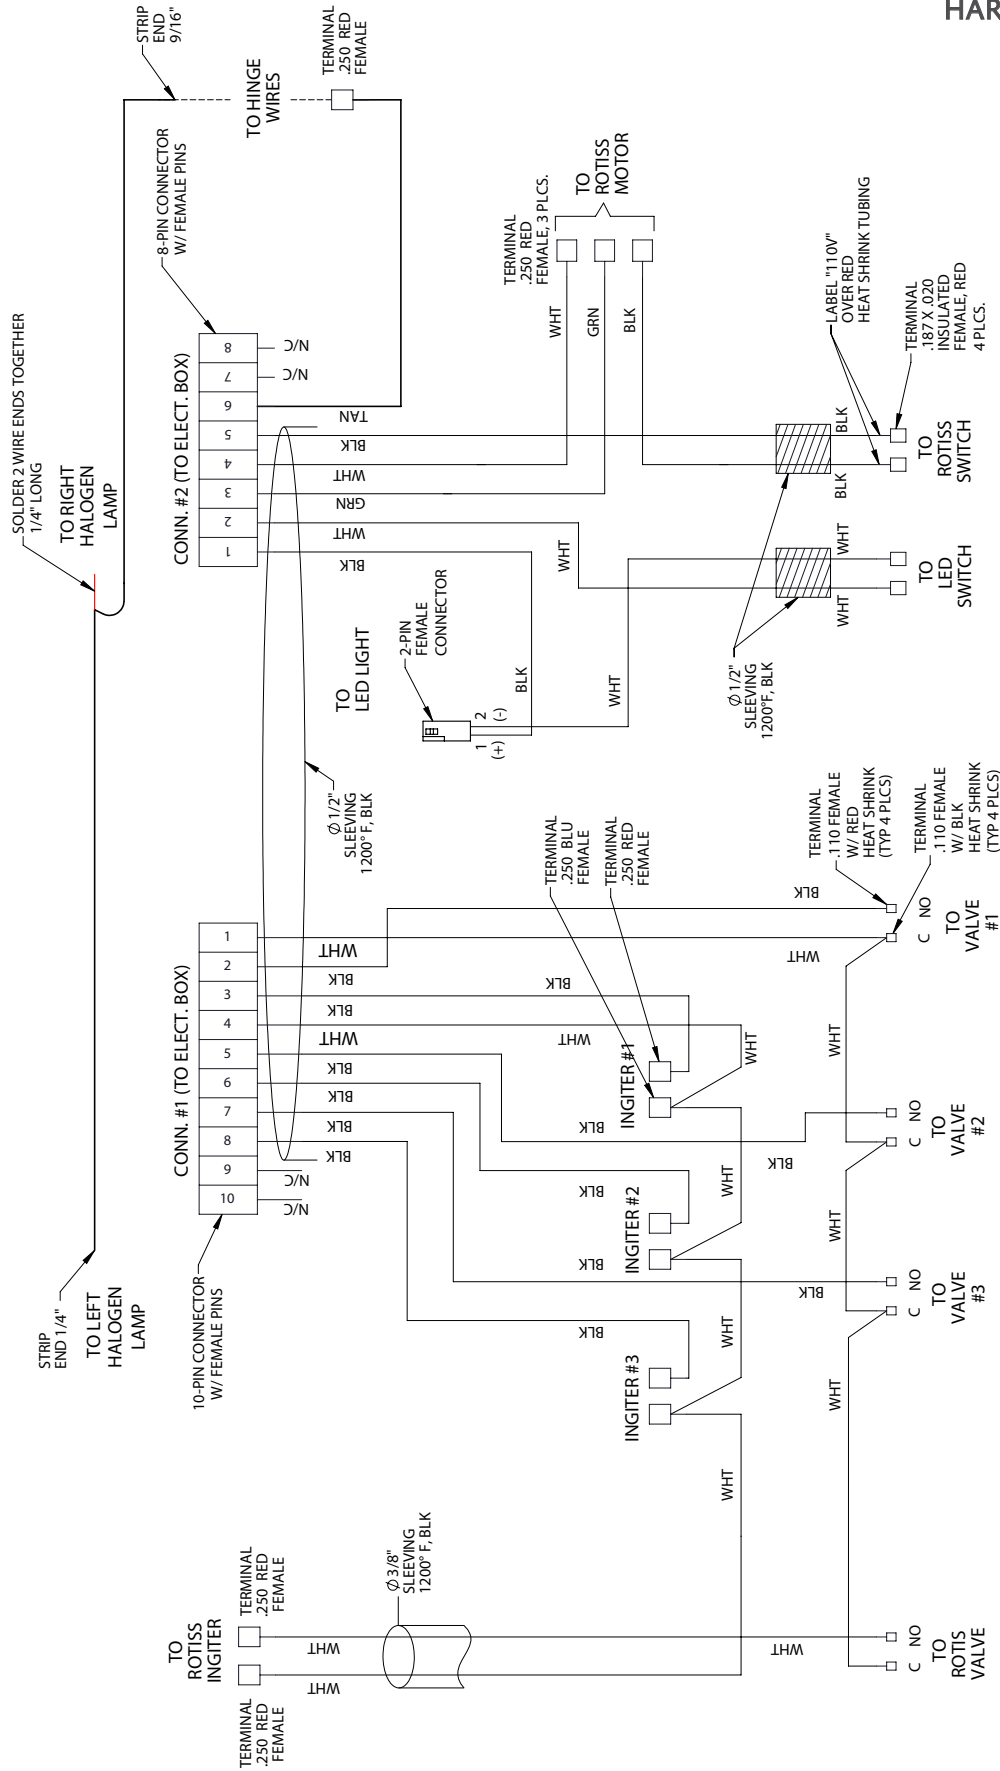 HAR
STRIP
END
9/16"
TO HINGE
WIRES
TERMINAL
.250 RED
FEMALE
8-PIN CONNECTOR
W/ FEMALE PINS
SOLDER 2 WIRE ENDS TOGETHER
1/4" LONG
TO RIGHT
HALOGEN
LAMP
CONN. #2 (TO ELECT. BOX)
1
2
3
4
5
6
7
8
N/C
N/C
TAN
BLK
WHT
GRN
WHT
BLK
TERMINAL
.250 RED
FEMALE, 3 PLCS.
TO
ROTISS
MOTOR
WHT
GRN
BLK
LABEL "110V"
OVER RED
HEAT SHRINK TUBING
TERMINAL
.187 X .020
INSULATED
FEMALE, RED
4 PLCS.
BLK
BLK
TO
ROTISS
SWITCH
WHT
WHT
WHT
TO
LED
SWITCH
Ø 1/2"
SLEEVING
1200°F, BLK
TO
LED LIGHT
2-PIN
FEMALE
CONNECTOR
1
(+)
2
(-)
BLK
WHT
Ø 1/2"
SLEEVING
1200° F, BLK
STRIP
END 1/4"
TO LEFT
HALOGEN
LAMP
10-PIN CONNECTOR
W/ FEMALE PINS
CONN. #1 (TO ELECT. BOX)
10
9
8
7
6
5
4
3
2
1
N/C
N/C
BLK
BLK
BLK
BLK
WHT
BLK
BLK
WHT
TERMINAL
.250 BLU
FEMALE
TERMINAL
.250 RED
FEMALE
INGITER #1
INGITER #2
INGITER #3
BLK
WHT
BLK
BLK
BLK
BLK
WHT
WHT
WHT
WHT
BLK
BLK
BLK
WHT
WHT
WHT
WHT
TERMINAL
.110 FEMALE
W/ RED
HEAT SHRINK
(TYP 4 PLCS)
TERMINAL
.110 FEMALE
W/ BLK
HEAT SHRINK
(TYP 4 PLCS)
C NO
TO
VALVE
#1
C NO
TO
VALVE
#2
C NO
TO
VALVE
#3
TO
ROTISS
INGITER
TERMINAL
.250 RED
FEMALE
TERMINAL
.250 RED
FEMALE
WHT
WHT
Ø 3/8"
SLEEVING
1200° F, BLK
WHT
C NO
TO
ROTIS
VALVE